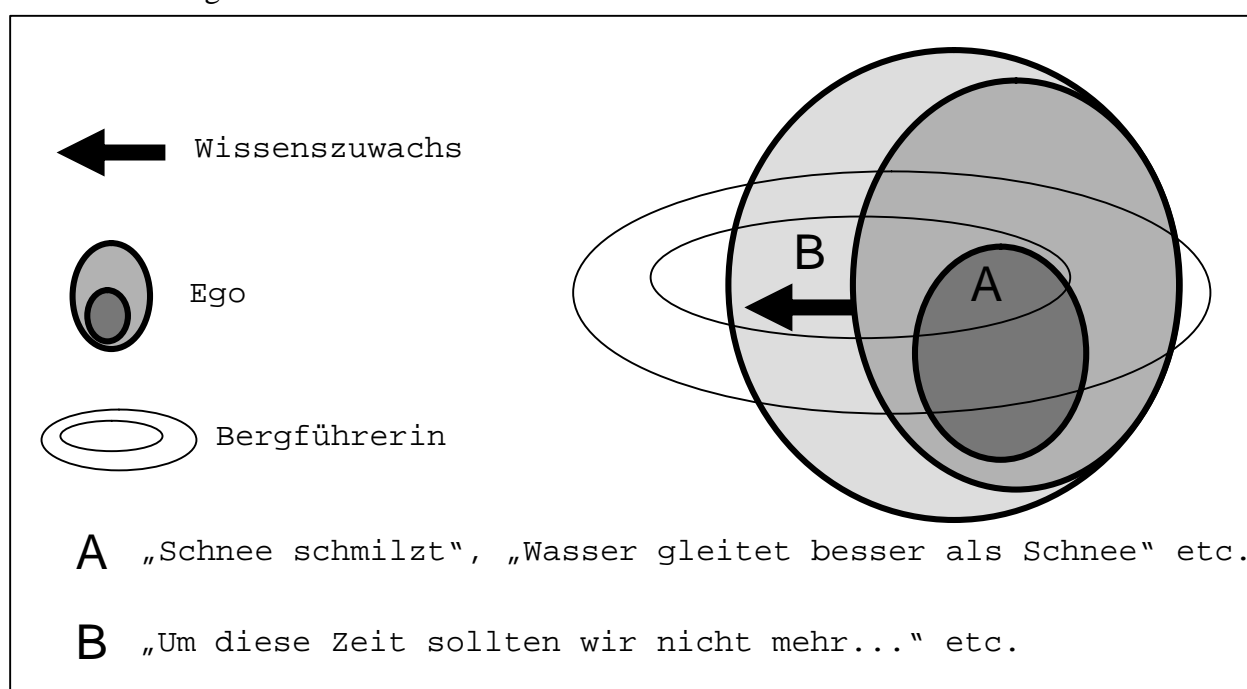 Wissenszuwachs
Ego
Bergführerin
B
A
A „Schnee schmilzt“, „Wasser gleitet besser als Schnee“ etc.
B „Um diese Zeit sollten wir nicht mehr...“ etc.